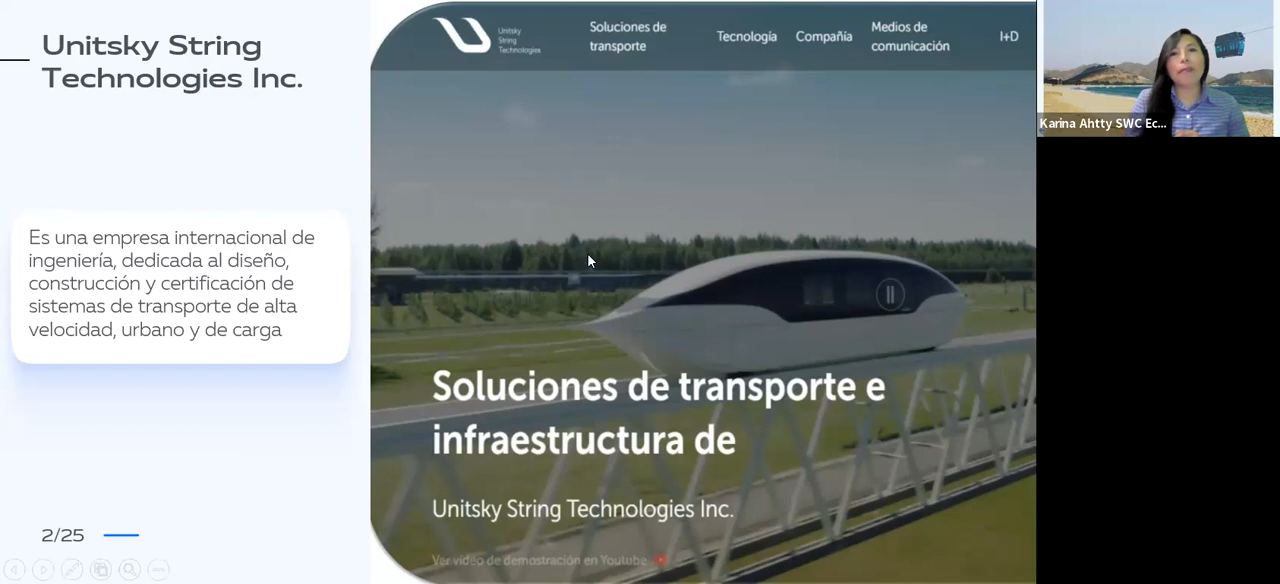 Unitsky String
Technologies Inc.
Es una empresa internacional de
ingeniería, dedicada al diseño,
construcción y certificación de
sistemas de transporte de alta
velocidad, urbano y de carga
2/25
Unitsky
String
Technologies
Soluciones de
transporte
Tecnología
Compañía
Medios de
comunicación
I+D
Soluciones de transporte e
infraestructura de
Unitsky String Technologies Inc.
Ver video de demostración en Youtube
Karina Ahtty SWC Ec...